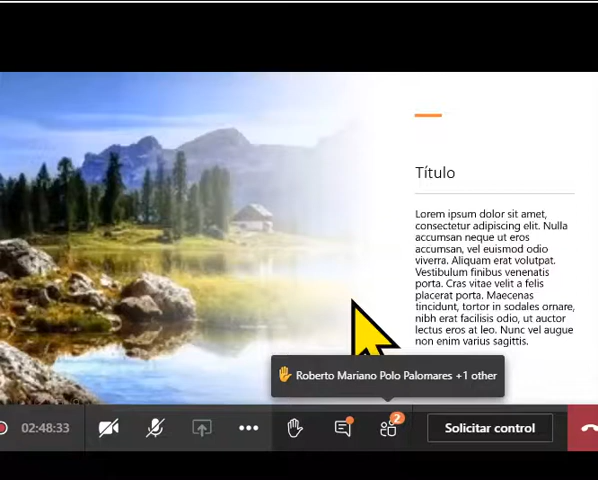 Título
Lorem ipsum dolor sit amet,
consectetur adipiscing elit. Nulla
accumsan neque ut eros
accumsan, vel euismod odio
viverra. Aliquam erat volutpat.
Vestibulum finibus venenatis
porta. Cras vitae velit a felis
placerat porta. Maecenas
tincidunt, tortor in sodales ornare,
nibh erat facilisis odio, ut auctor
lectus eros at leo. Nunc vel augue
non enim varius sagittis.
Roberto Mariano Polo Palomares +1 other
02:48:33
2
Solicitar control